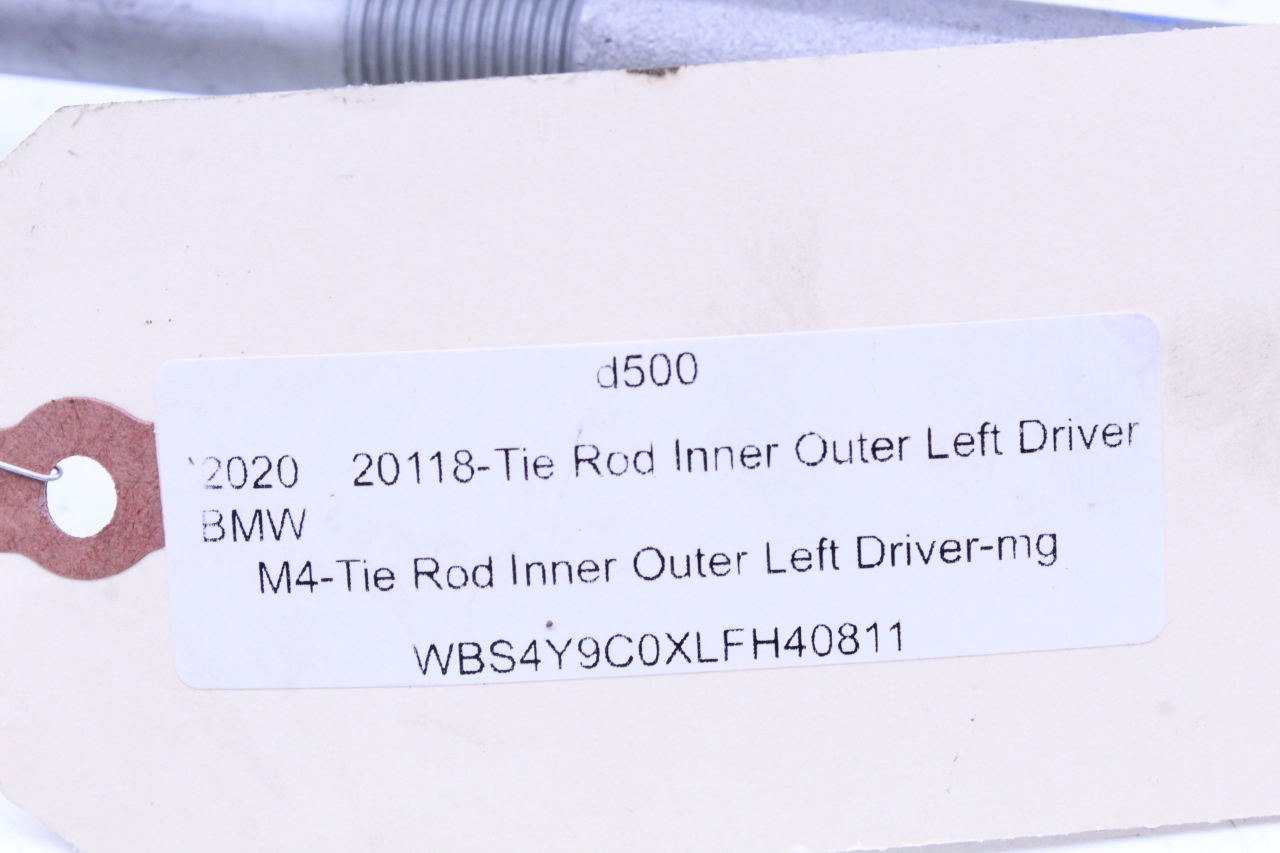 d500
'2020 20118-Tie Rod Inner Outer Left Driver
BMW
M4-Tie Rod Inner Outer Left Driver-mg
WBS4Y9C0XLFH40811